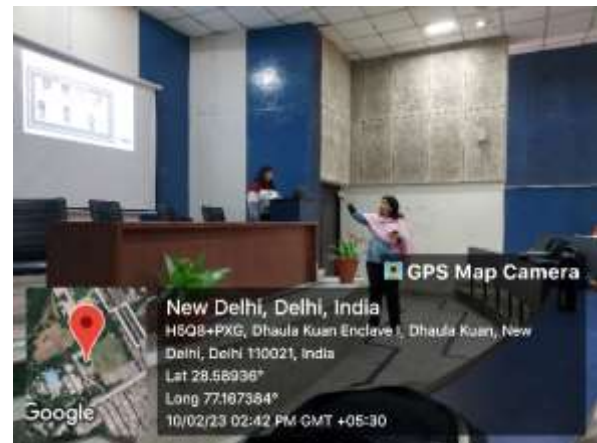 GPS Map Camera
New Delhi, Delhi, India
H5Q8+PXG, Dhaula Kuan Enclave I, Dhaula Kuan, New
Delhi, Delhi 110021, India
Lat 28.58936°
Long 77.167384°
10/02/23 02:42 PM GMT +05:30
Google